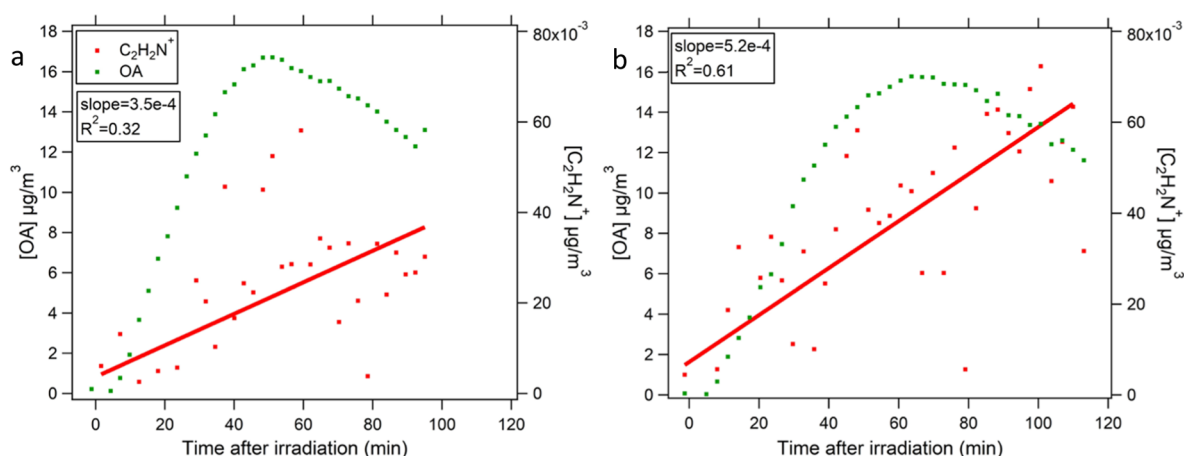 a
18
16
14
12
10
8
6
4
2
0
[OA] µg/m³
C₂H₂N⁺
OA
slope=3.5e-4
R²=0.32
80x10⁻³
60
40
20
0
[C₂H₂N⁺] µg/m³
0 20 40 60 80 100 120
Time after irradiation (min)
b
18
16
14
12
10
8
6
4
2
0
[OA] µg/m³
slope=5.2e-4
R²=0.61
80x10⁻³
60
40
20
0
[C₂H₂N⁺] µg/m³
0 20 40 60 80 100 120
Time after irradiation (min)